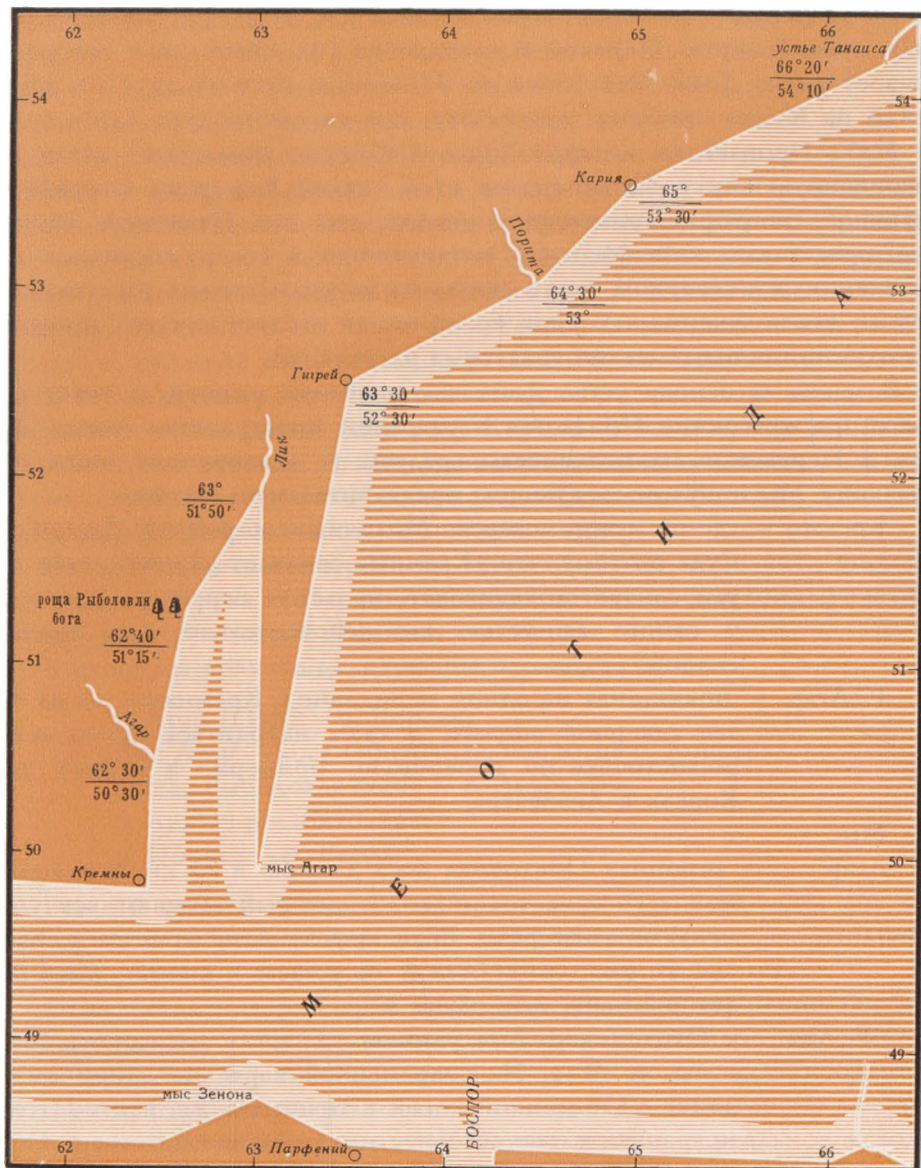 62 63 64 65 66
устье Танаиса
66°20′
54°10′
54 54
Кария
65°
53°30′
Порита
64°30′
53°
53 53
А
Гигрей
63°30′
52°30′
Д
Лик
63°
51°50′
52 52
И
роща Рыболовля
бога
62°40′
51°15′
51 51
Т
Агар
62°30′
50°30′
О
50 50
Кремны
мыс Агар
Е
М
49 49
мыс Зенона
БОСПОР
Парфений
62 63 64 65 66